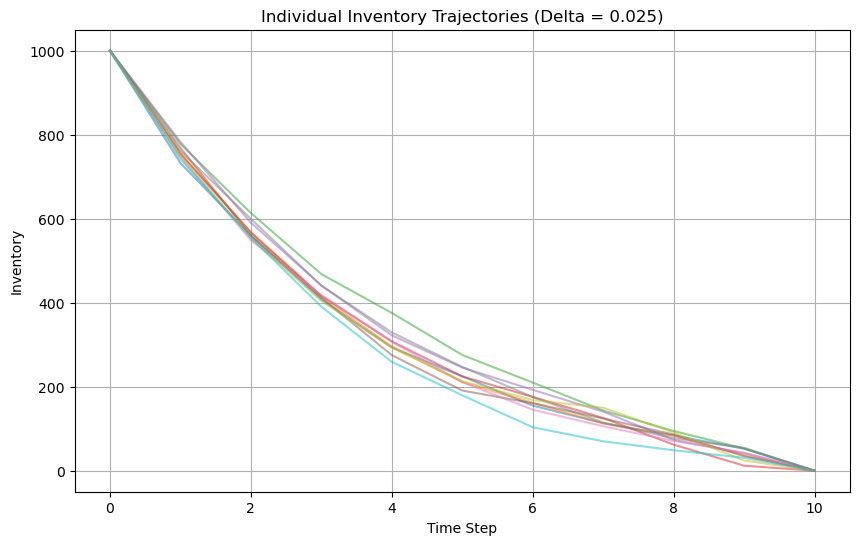 Individual Inventory Trajectories (Delta = 0.025)
1000
800
600
400
200
0
Inventory
0 2 4 6 8 10
Time Step